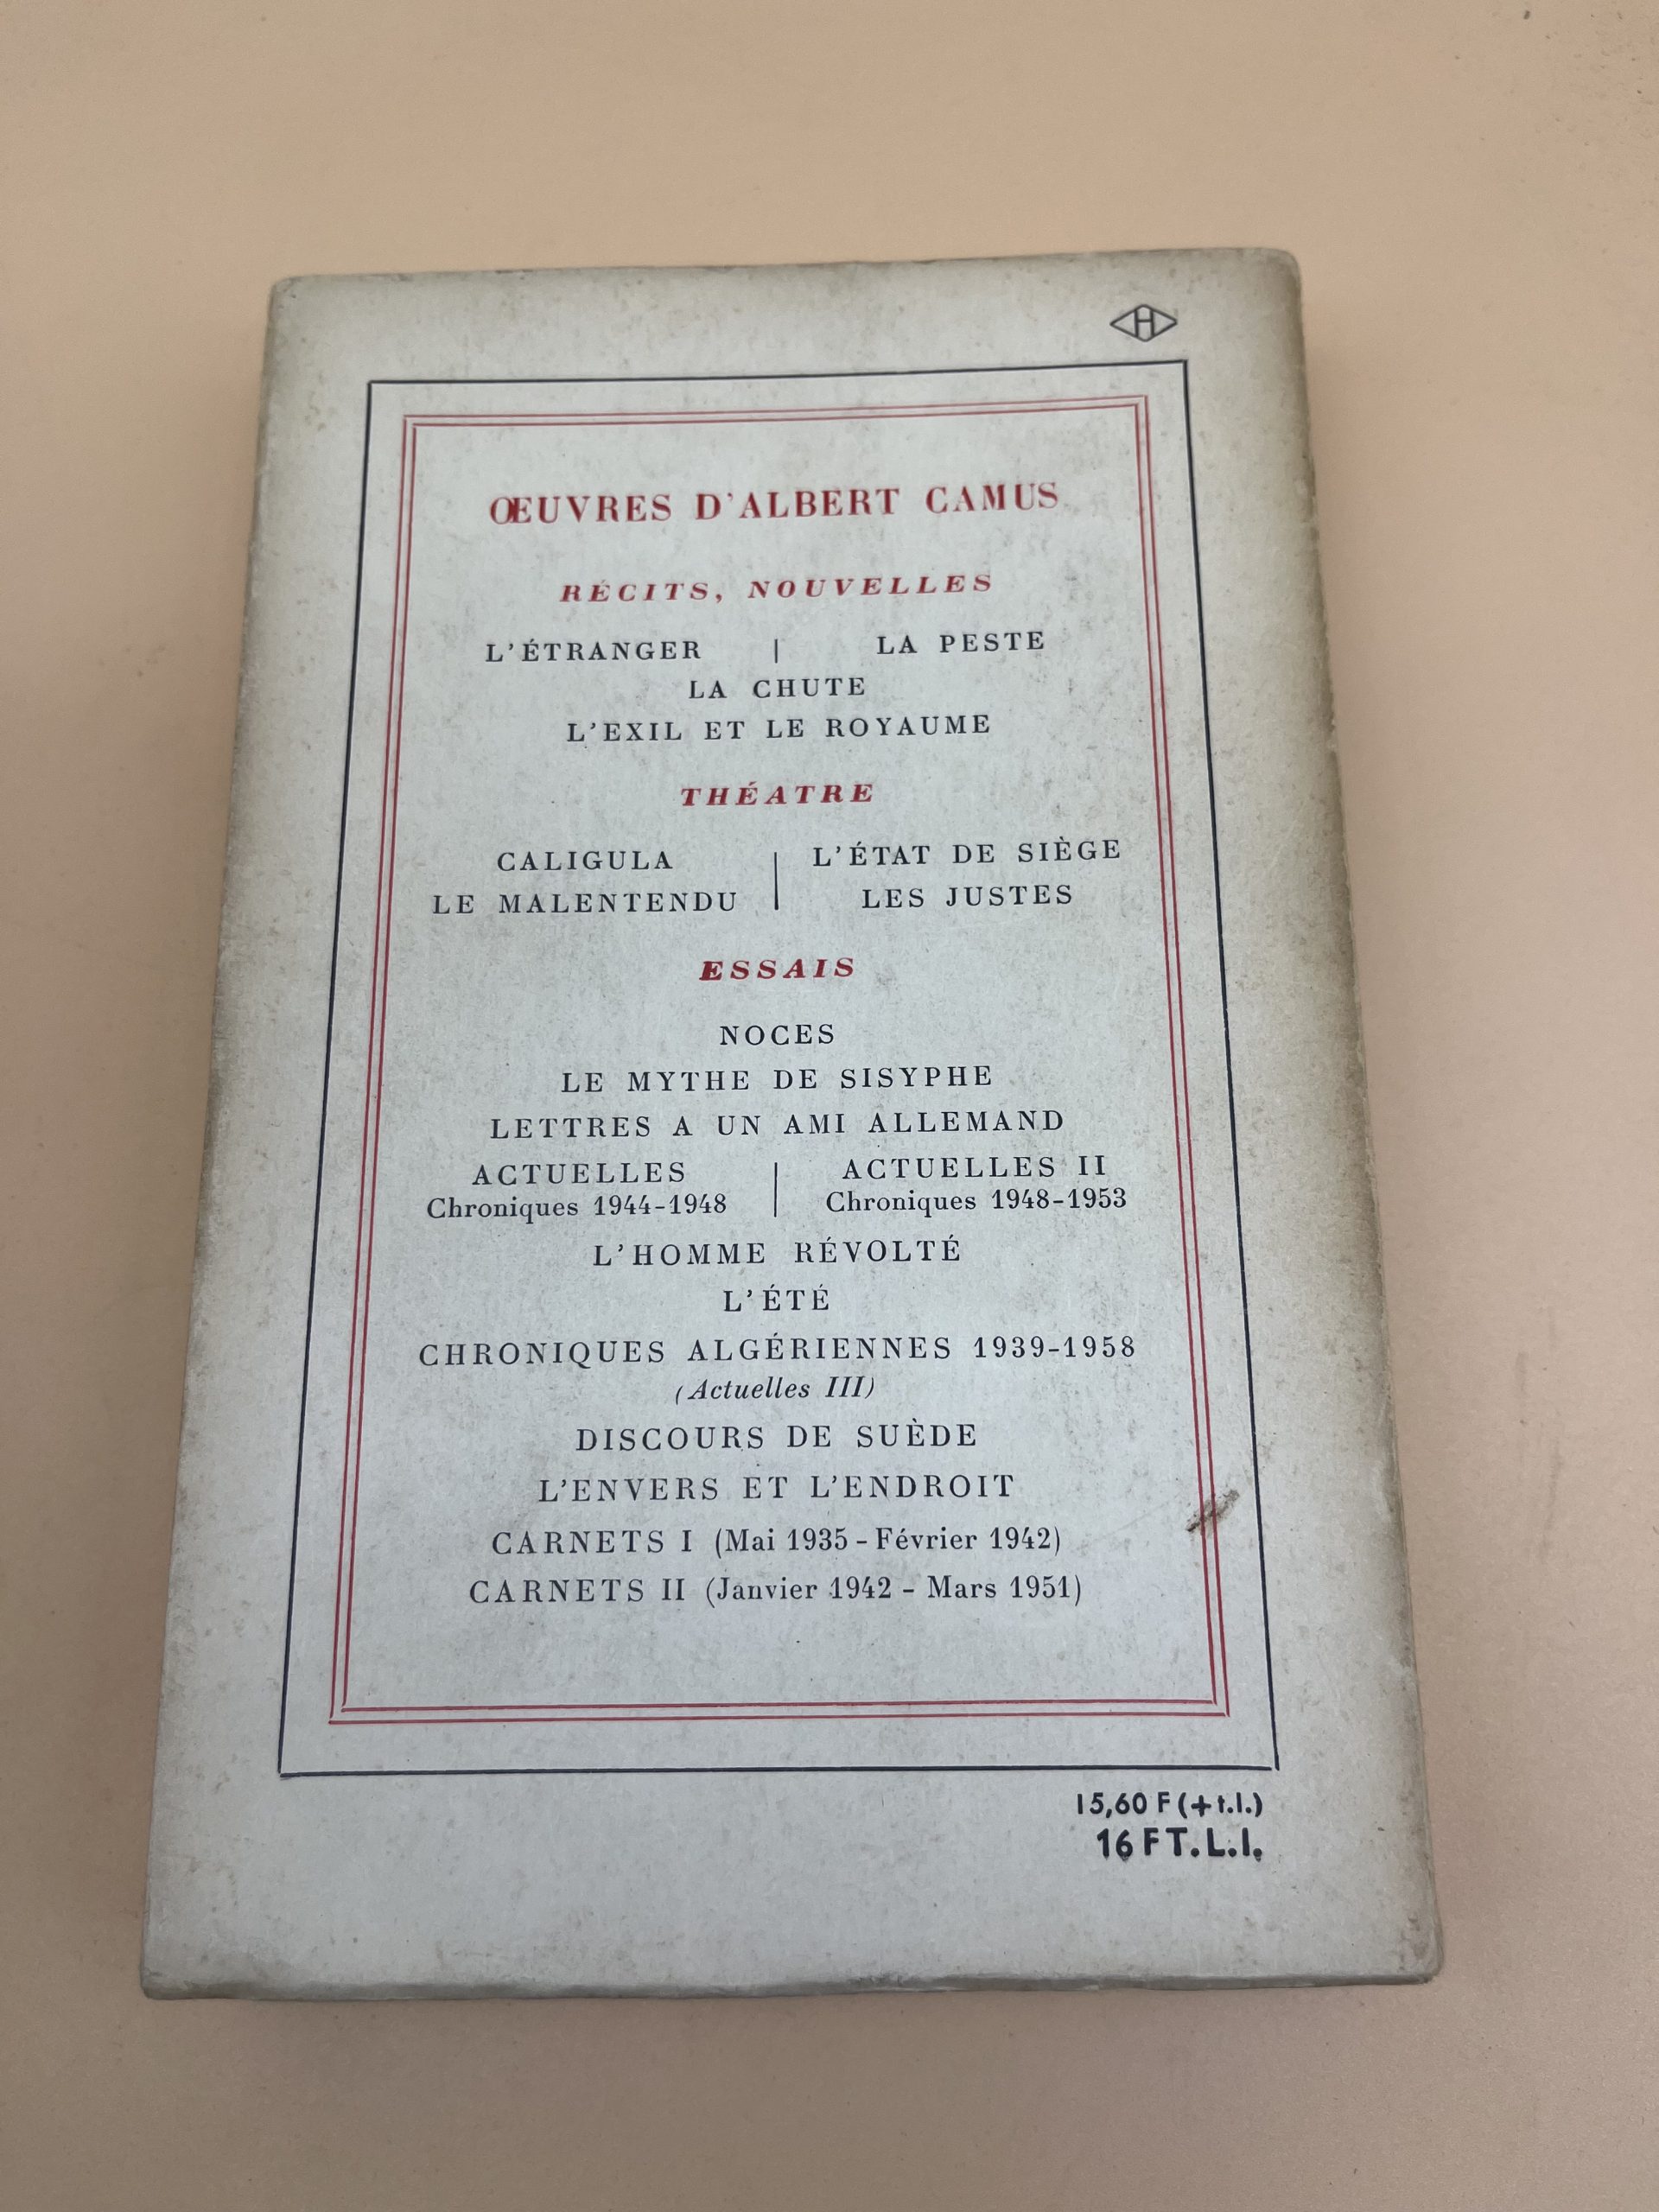 H
ŒUVRES D'ALBERT CAMUS
RÉCITS, NOUVELLES
L'ÉTRANGER | LA PESTE
LA CHUTE
L'EXIL ET LE ROYAUME
THÉATRE
CALIGULA | L'ÉTAT DE SIÈGE
LE MALENTENDU | LES JUSTES
ESSAIS
NOCES
LE MYTHE DE SISYPHE
LETTRES A UN AMI ALLEMAND
ACTUELLES | ACTUELLES II
Chroniques 1944-1948 | Chroniques 1948-1953
L'HOMME RÉVOLTÉ
L'ÉTÉ
CHRONIQUES ALGÉRIENNES 1939-1958
(Actuelles III)
DISCOURS DE SUÈDE
L'ENVERS ET L'ENDROIT
CARNETS I (Mai 1935 - Février 1942)
CARNETS II (Janvier 1942 - Mars 1951)
15,60 F (+ t.l.)
16 F T.L.I.